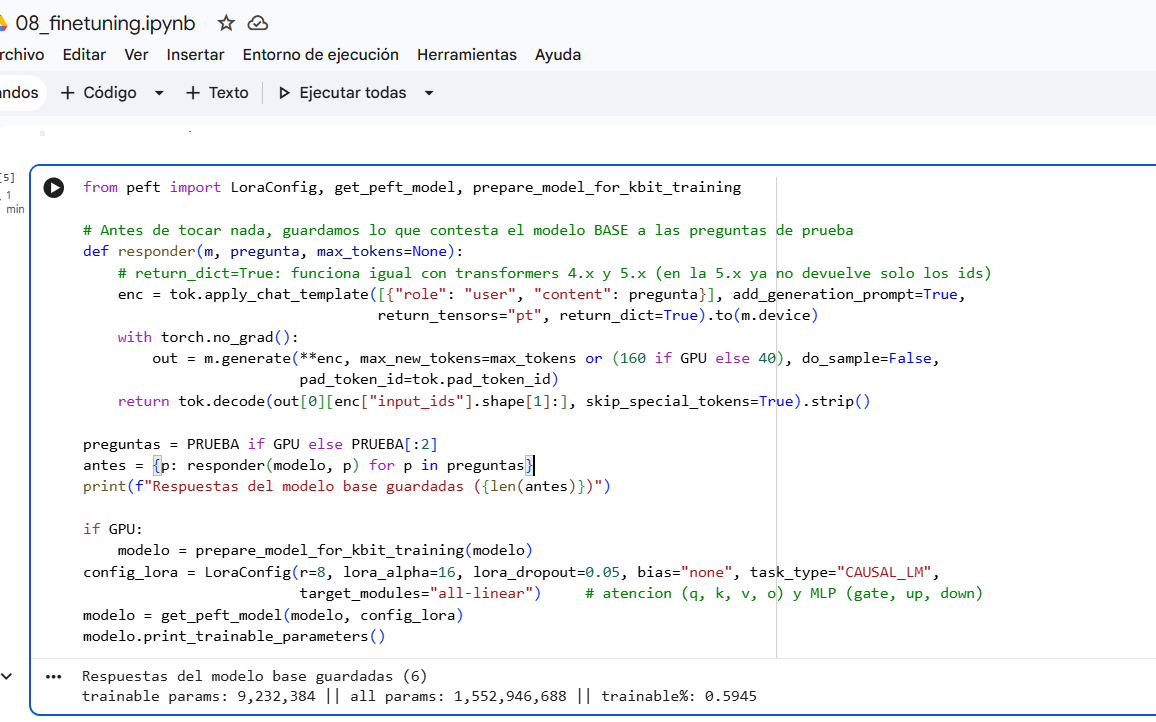 08_finetuning.ipynb
rchivo Editar Ver Insertar Entorno de ejecución Herramientas Ayuda
andos + Código + Texto Ejecutar todas
[5]
1
min
from peft import LoraConfig, get_peft_model, prepare_model_for_kbit_training
# Antes de tocar nada, guardamos lo que contesta el modelo BASE a las preguntas de prueba
def responder(m, pregunta, max_tokens=None):
    # return_dict=True: funciona igual con transformers 4.x y 5.x (en la 5.x ya no devuelve solo los ids)
    enc = tok.apply_chat_template([{"role": "user", "content": pregunta}], add_generation_prompt=True,
                                  return_tensors="pt", return_dict=True).to(m.device)
    with torch.no_grad():
        out = m.generate(**enc, max_new_tokens=max_tokens or (160 if GPU else 40), do_sample=False,
                         pad_token_id=tok.pad_token_id)
    return tok.decode(out[0][enc["input_ids"].shape[1]:], skip_special_tokens=True).strip()
preguntas = PRUEBA if GPU else PRUEBA[:2]
antes = {p: responder(modelo, p) for p in preguntas}
print(f"Respuestas del modelo base guardadas ({len(antes)})")
if GPU:
    modelo = prepare_model_for_kbit_training(modelo)
config_lora = LoraConfig(r=8, lora_alpha=16, lora_dropout=0.05, bias="none", task_type="CAUSAL_LM",
                         target_modules="all-linear")     # atencion (q, k, v, o) y MLP (gate, up, down)
modelo = get_peft_model(modelo, config_lora)
modelo.print_trainable_parameters()
Respuestas del modelo base guardadas (6)
trainable params: 9,232,384 || all params: 1,552,946,688 || trainable%: 0.5945